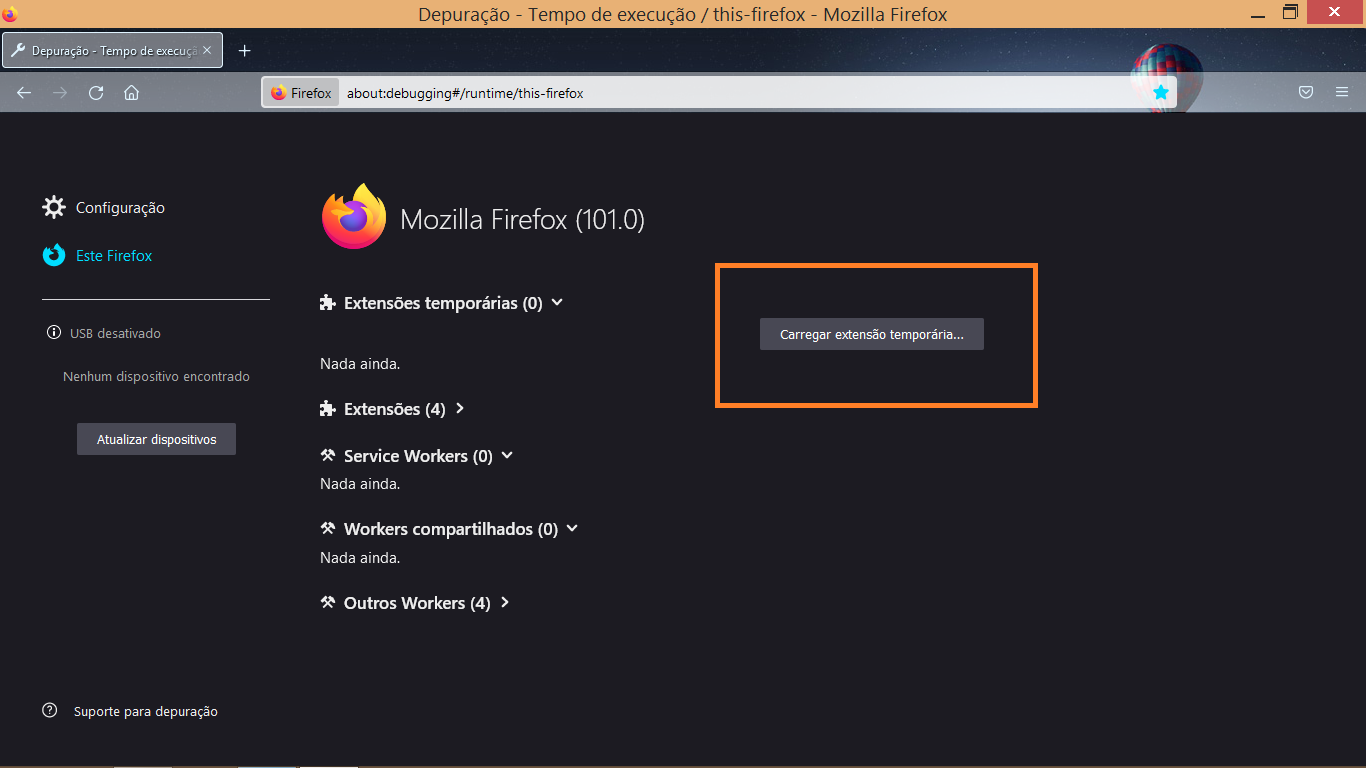 Depuração - Tempo de execução / this-firefox - Mozilla Firefox
Depuração - Tempo de execuçã
Firefox
about:debugging#/runtime/this-firefox
Configuração
Este Firefox
USB desativado
Nenhum dispositivo encontrado
Atualizar dispositivos
Suporte para depuração
Mozilla Firefox (101.0)
Extensões temporárias (0)
Carregar extensão temporária...
Nada ainda.
Extensões (4)
Service Workers (0)
Nada ainda.
Workers compartilhados (0)
Nada ainda.
Outros Workers (4)